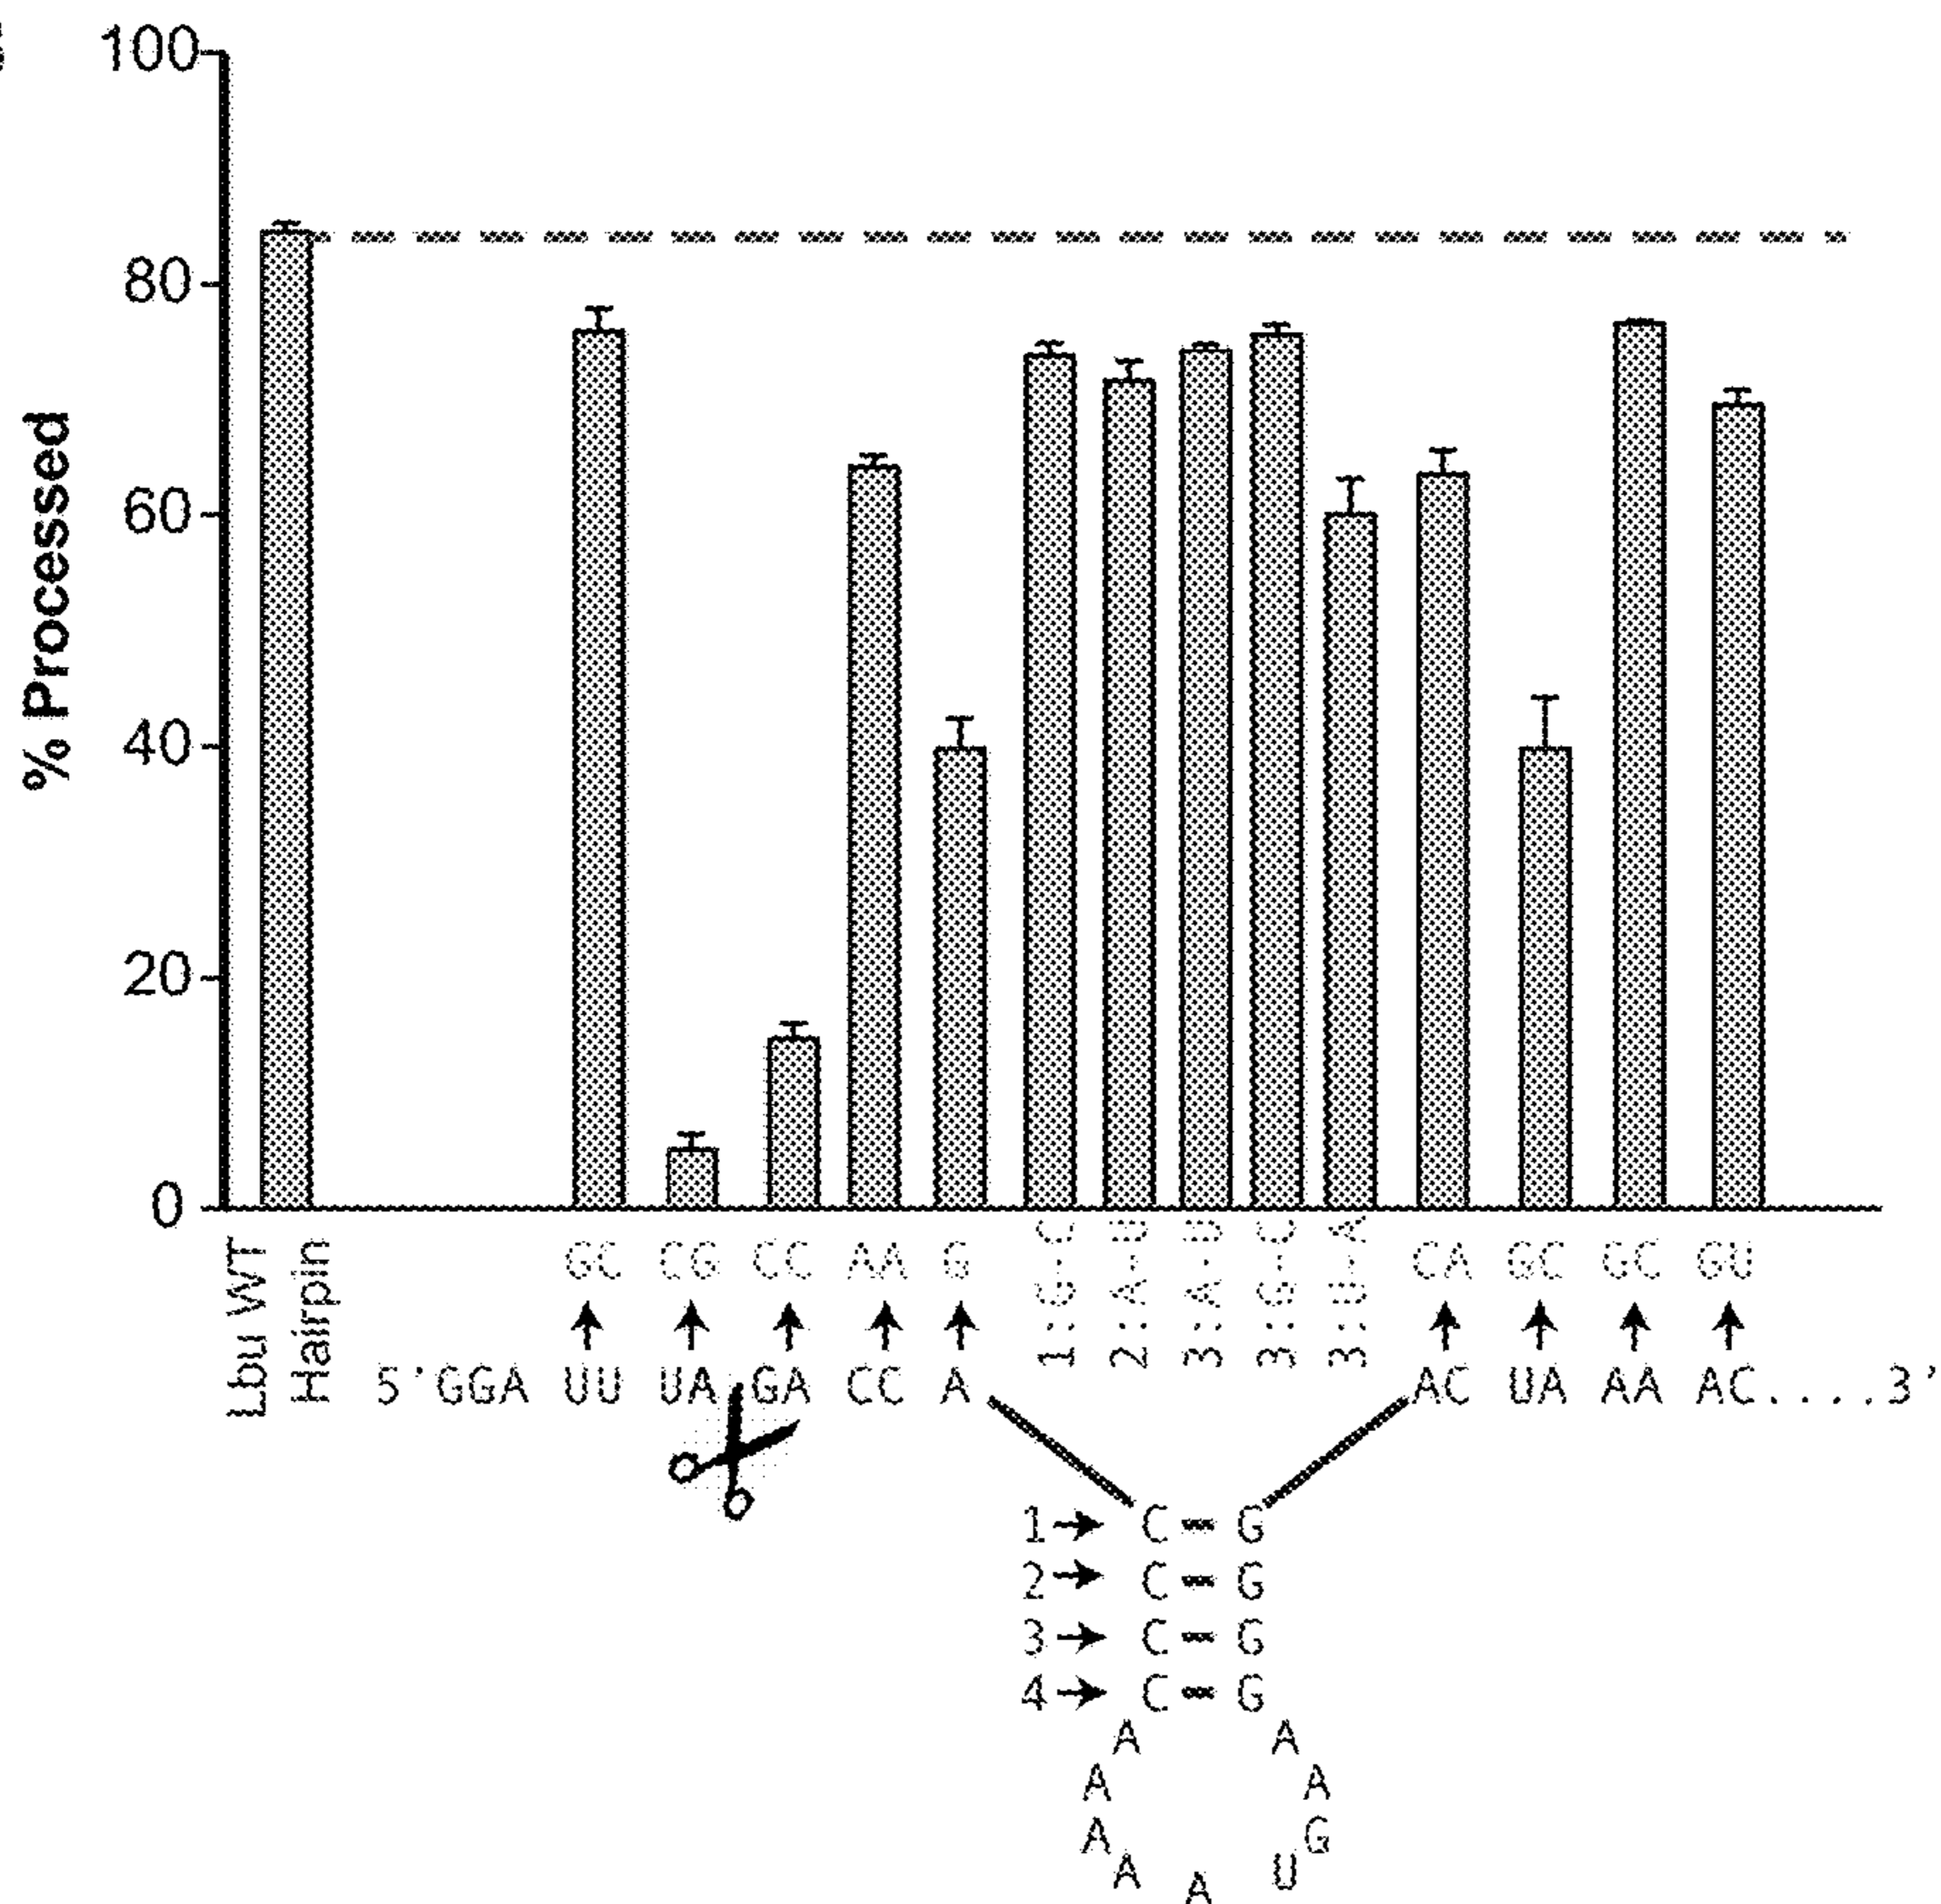 100
80
60
40
20
0
% Processed
Lbu WT
Hairpin
GC CG CC AA G
1:G-C
2:A-U
3:A-U
3:G-C
3:U-A
CA GC GC GU
5'GGA UU UA GA CC A
AC UA AA AC....3'
1 C G
2 C G
3 C G
4 C G
A A
A A
A G
A A U